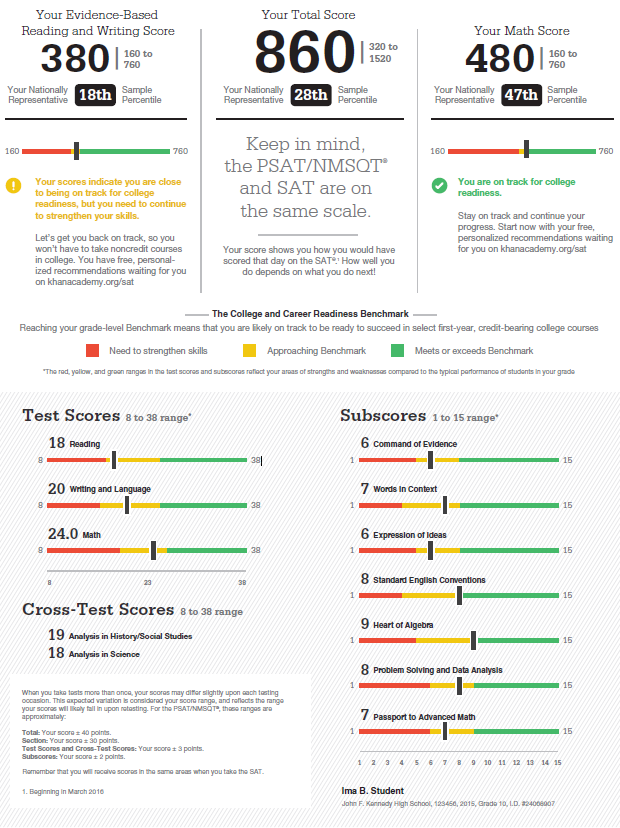 Your Evidence-Based
Reading and Writing Score
380
160 to
760
Your Nationally
Representative
18th
Sample
Percentile
160
760
Your scores indicate you are close
to being on track for college
readiness, but you need to continue
to strengthen your skills.
Let's get you back on track, so you
won't have to take noncredit courses
in college. You have free, personal-
ized recommendations waiting for you
on khanacademy.org/sat
Your Total Score
860
320 to
1520
Your Nationally
Representative
28th
Sample
Percentile
Keep in mind,
the PSAT/NMSQT®
and SAT are on
the same scale.
Your score shows you how you would have
scored that day on the SAT®.¹ How well you
do depends on what you do next!
Your Math Score
480
160 to
760
Your Nationally
Representative
47th
Sample
Percentile
160
760
You are on track for college
readiness.
Stay on track and continue your
progress. Start now with your free,
personalized recommendations waiting
for you on khanacademy.org/sat
The College and Career Readiness Benchmark
Reaching your grade-level Benchmark means that you are likely on track to be ready to succeed in select first-year, credit-bearing college courses
Need to strengthen skills
Approaching Benchmark
Meets or exceeds Benchmark
*The red, yellow, and green ranges in the test scores and subscores reflect your areas of strengths and weaknesses compared to the typical performance of students in your grade
Test Scores 8 to 38 range*
18 Reading
8
38
20 Writing and Language
8
38
24.0 Math
8
38
8 23 38
Cross-Test Scores 8 to 38 range
19 Analysis in History/Social Studies
18 Analysis in Science
When you take tests more than once, your scores may differ slightly upon each testing
occasion. This expected variation is considered your score range, and reflects the range
your scores will likely fall in upon retesting. For the PSAT/NMSQT®, these ranges are
approximately:
Total: Your score ± 40 points.
Section: Your score ± 30 points.
Test Scores and Cross-Test Scores: Your score ± 3 points.
Subscores: Your score ± 2 points.
Remember that you will receive scores in the same areas when you take the SAT.
1. Beginning in March 2016
Subscores 1 to 15 range*
6 Command of Evidence
1
15
7 Words in Context
1
15
6 Expression of Ideas
1
15
8 Standard English Conventions
1
15
9 Heart of Algebra
1
15
8 Problem Solving and Data Analysis
1
15
7 Passport to Advanced Math
1
15
1 2 3 4 5 6 7 8 9 10 11 12 13 14 15
Ima B. Student
John F. Kennedy High School, 123456, 2015, Grade 10, I.D. #24068907